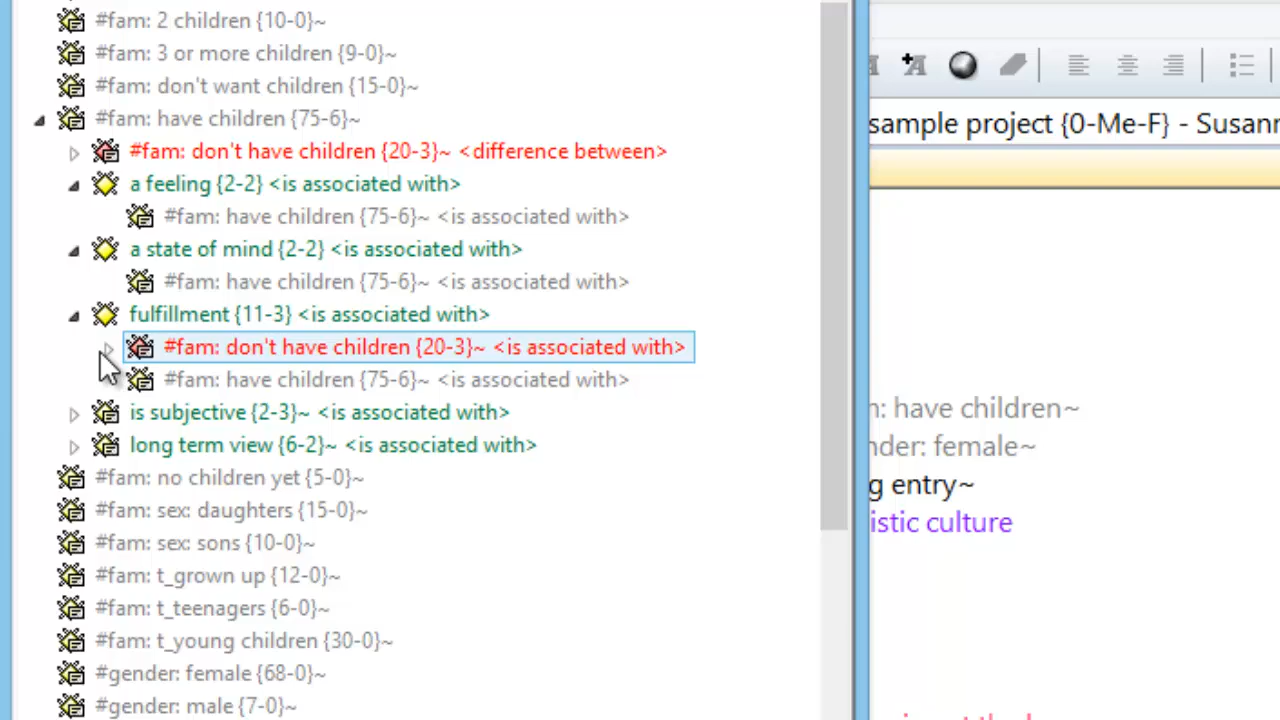 #fam: 2 children {10-0}~
#fam: 3 or more children {9-0}~
#fam: don't want children {15-0}~
#fam: have children {75-6}~
#fam: don't have children {20-3}~ <difference between>
a feeling {2-2} <is associated with>
#fam: have children {75-6}~ <is associated with>
a state of mind {2-2} <is associated with>
#fam: have children {75-6}~ <is associated with>
fulfillment {11-3} <is associated with>
#fam: don't have children {20-3}~ <is associated with>
#fam: have children {75-6}~ <is associated with>
is subjective {2-3}~ <is associated with>
long term view {6-2}~ <is associated with>
#fam: no children yet {5-0}~
#fam: sex: daughters {15-0}~
#fam: sex: sons {10-0}~
#fam: t_grown up {12-0}~
#fam: t_teenagers {6-0}~
#fam: t_young children {30-0}~
#gender: female {68-0}~
#gender: male {7-0}~
sample project {0-Me-F} - Susann
: have children~
nder: female~
g entry~
istic culture